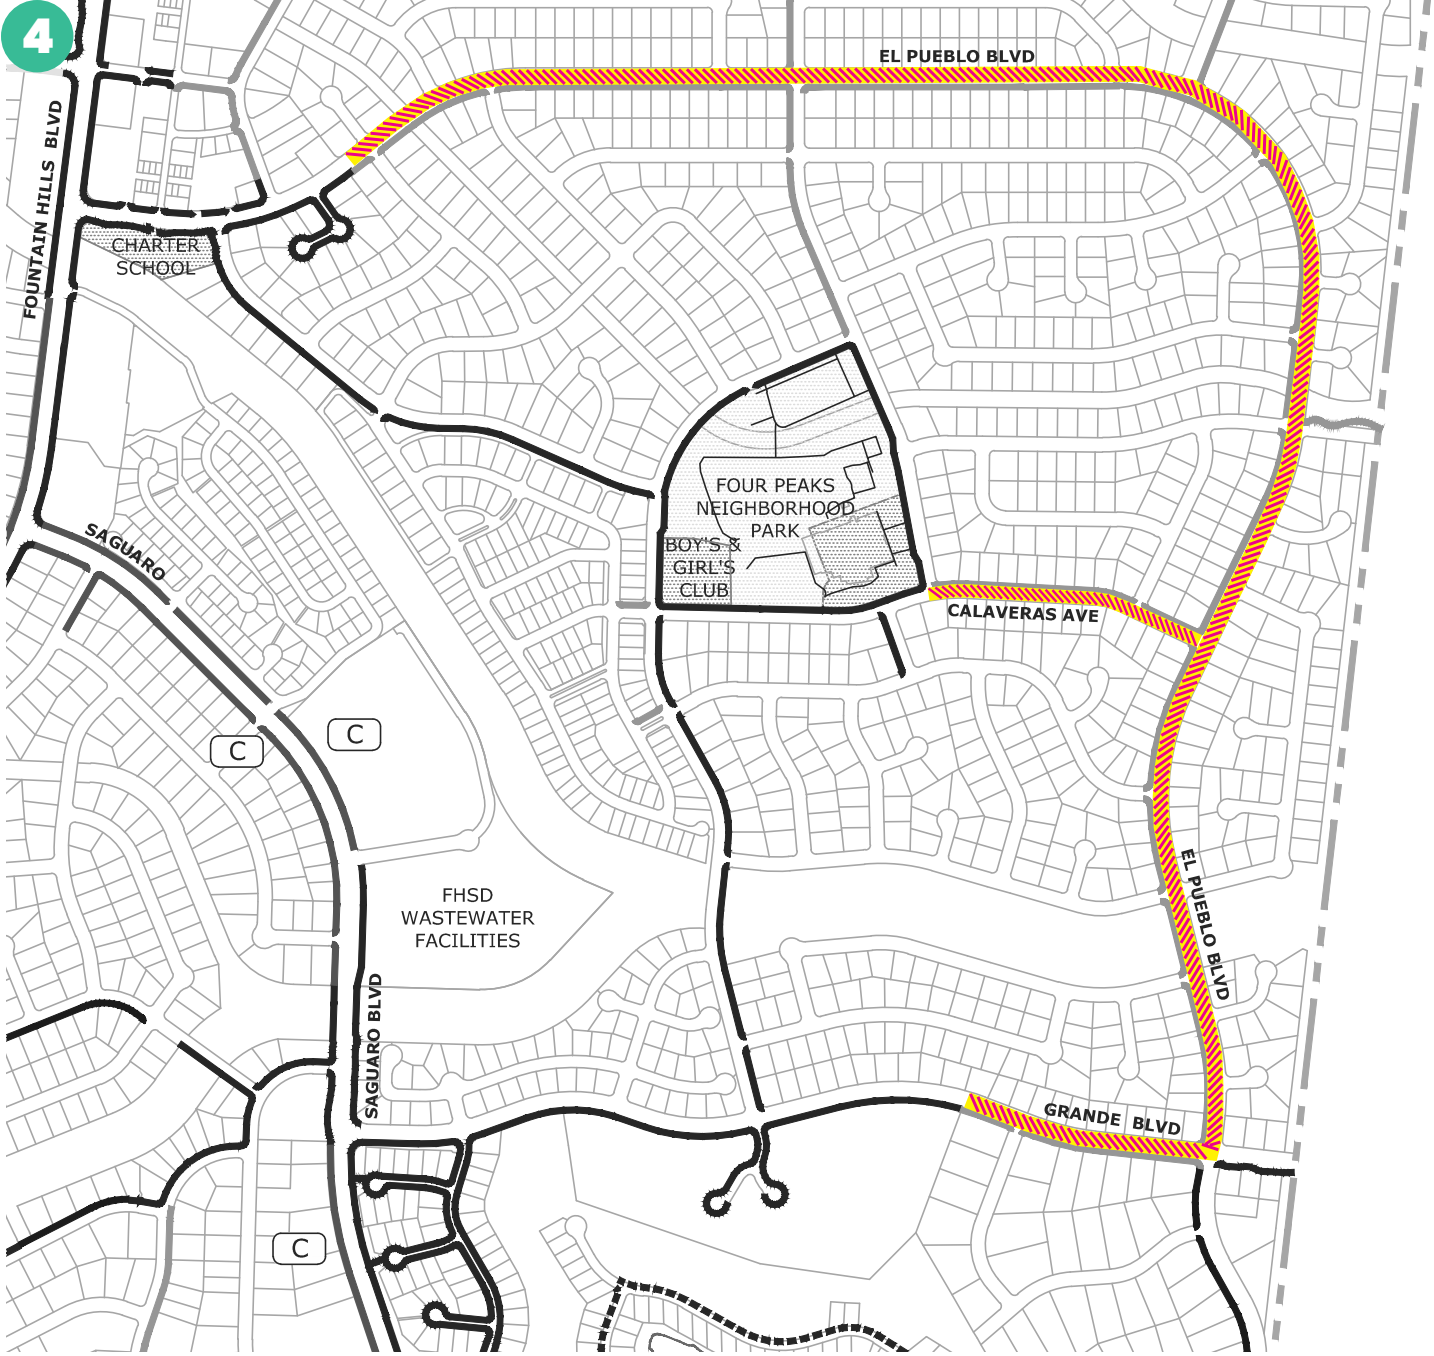 4
EL PUEBLO BLVD
FOUNTAIN HILLS BLVD
CHARTER
SCHOOL
FOUR PEAKS
NEIGHBORHOOD
PARK
BOY'S &
GIRL'S
CLUB
SAGUARO
CALAVERAS AVE
C
C
EL PUEBLO BLVD
FHSD
WASTEWATER
FACILITIES
SAGUARO BLVD
GRANDE BLVD
C